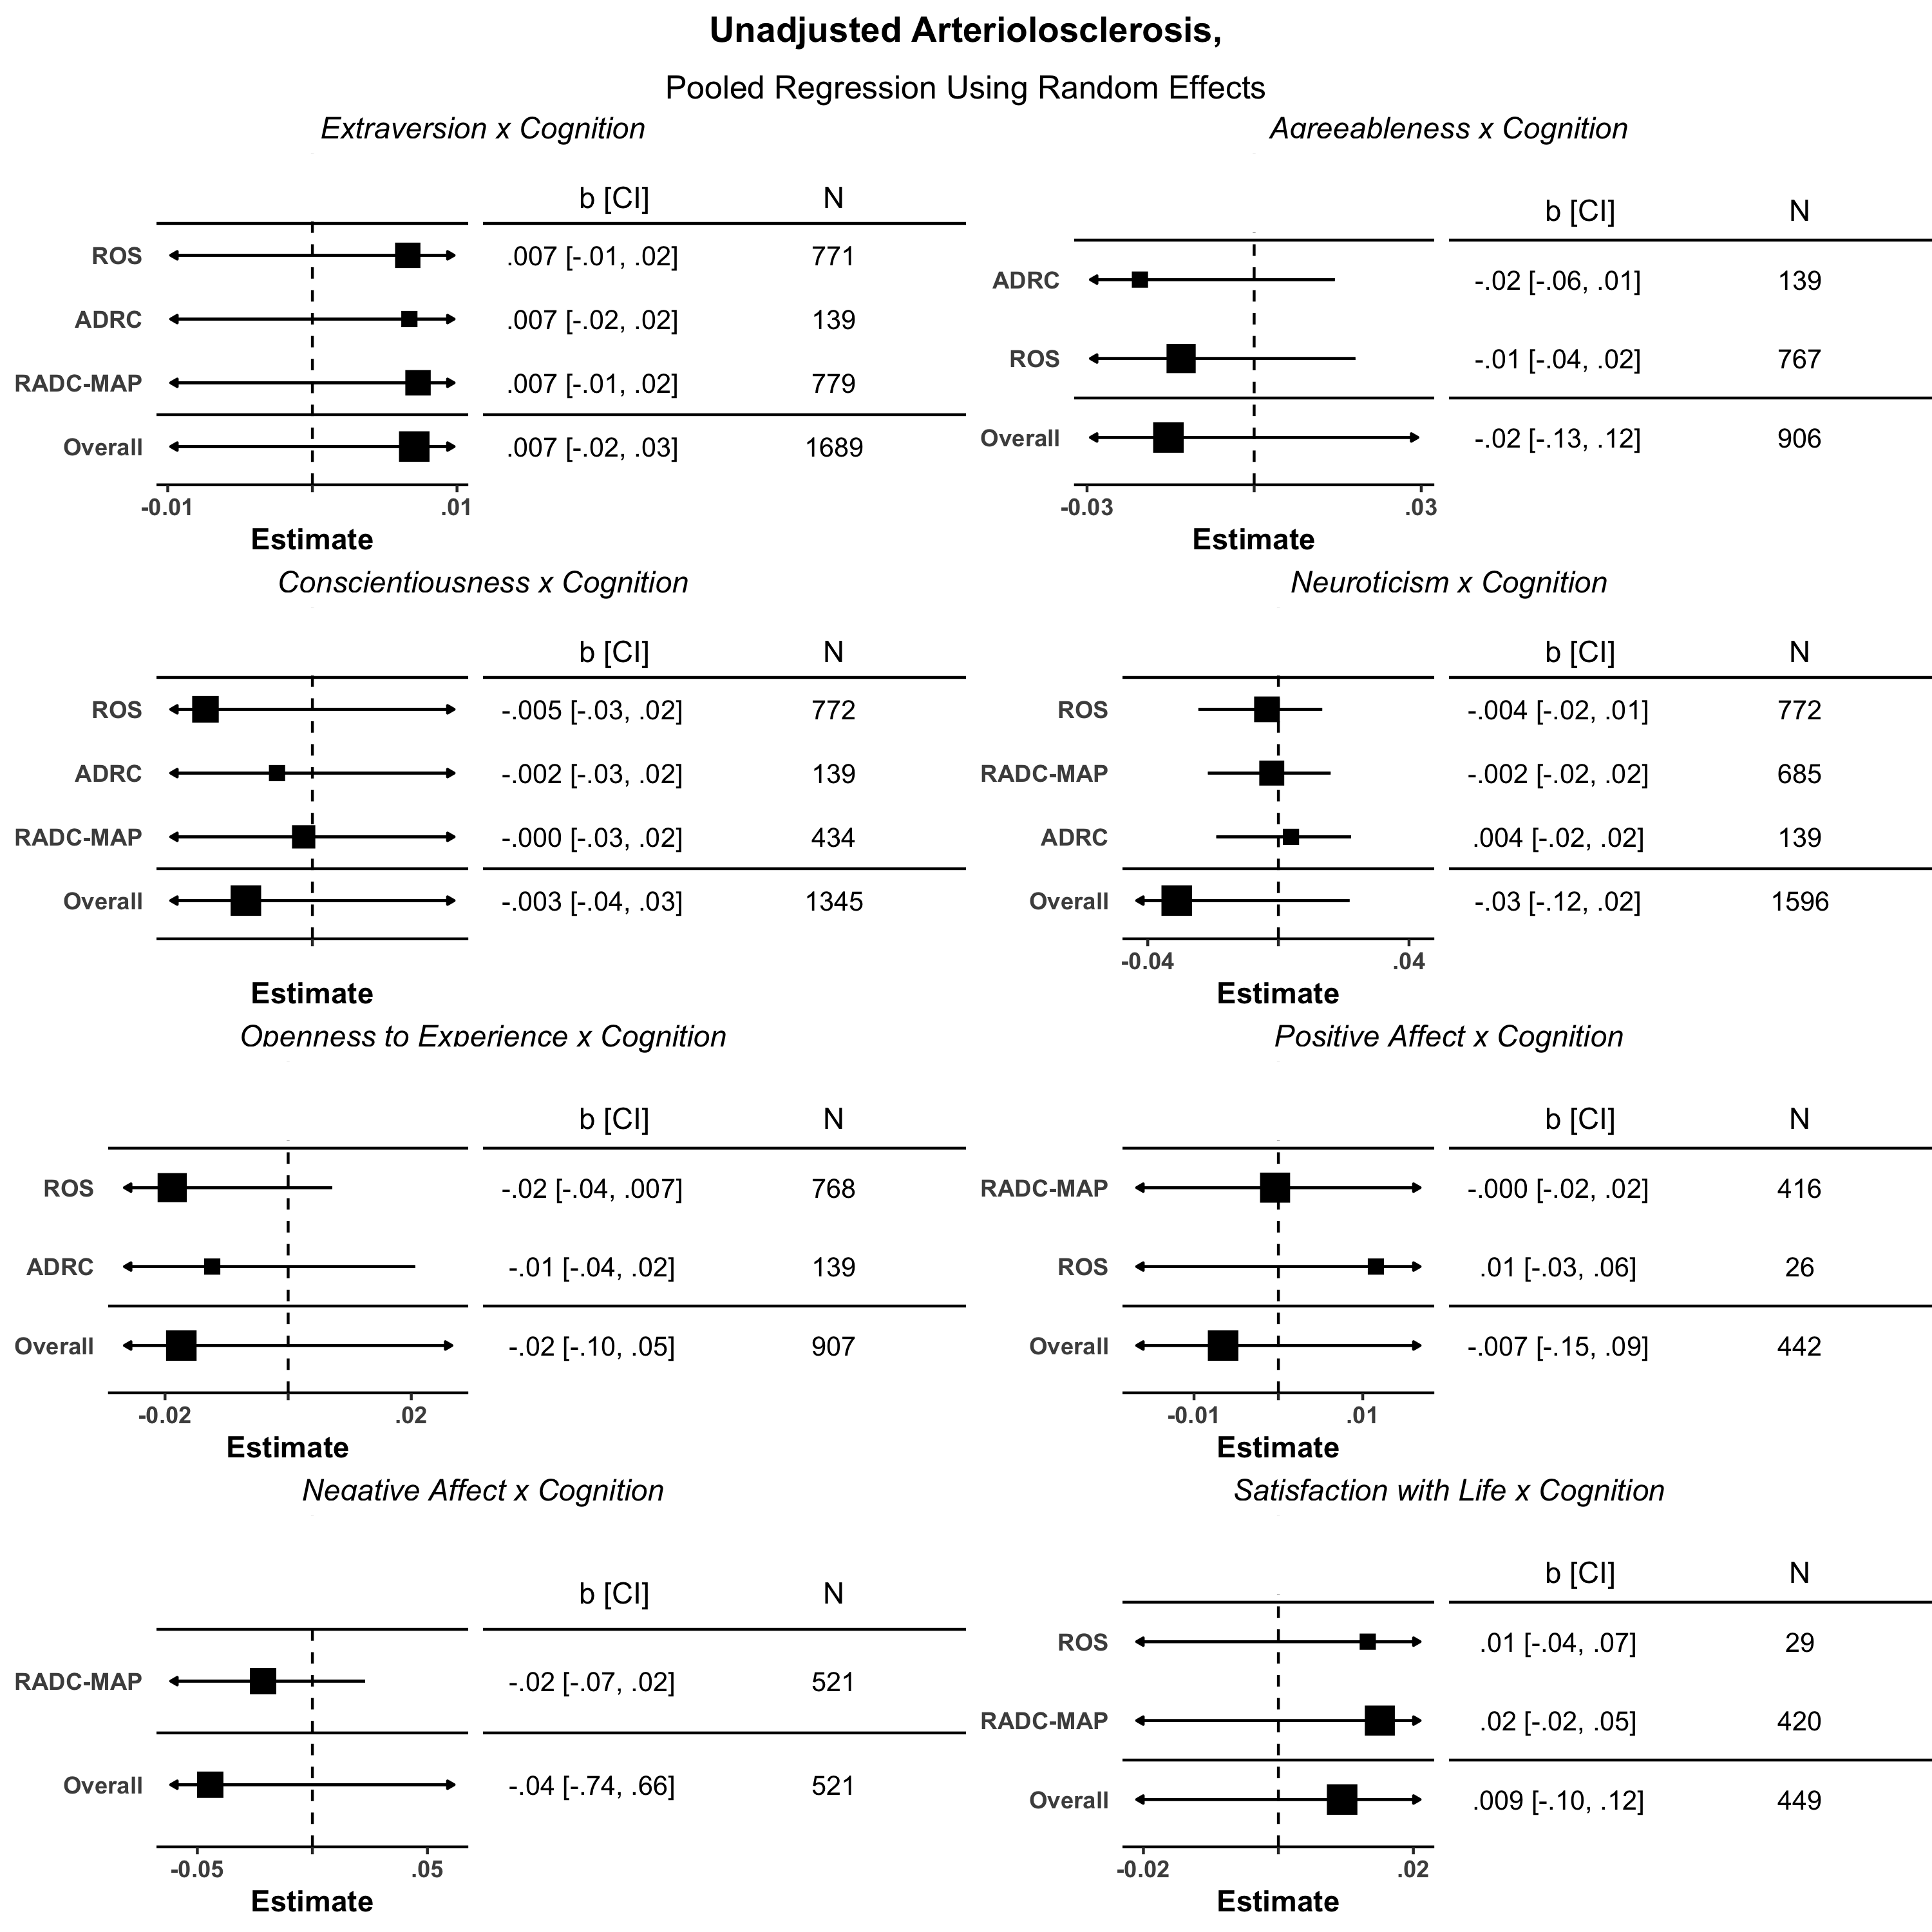 Unadjusted Arteriolosclerosis,
Pooled Regression Using Random Effects
Extraversion x Cognition
b [CI] N
ROS .007 [-.01, .02] 771
ADRC .007 [-.02, .02] 139
RADC-MAP .007 [-.01, .02] 779
Overall .007 [-.02, .03] 1689
-0.01 .01
Estimate
Agreeableness x Cognition
b [CI] N
ADRC -.02 [-.06, .01] 139
ROS -.01 [-.04, .02] 767
Overall -.02 [-.13, .12] 906
-0.03 .03
Estimate
Conscientiousness x Cognition
b [CI] N
ROS -.005 [-.03, .02] 772
ADRC -.002 [-.03, .02] 139
RADC-MAP -.000 [-.03, .02] 434
Overall -.003 [-.04, .03] 1345
Estimate
Neuroticism x Cognition
b [CI] N
ROS -.004 [-.02, .01] 772
RADC-MAP -.002 [-.02, .02] 685
ADRC .004 [-.02, .02] 139
Overall -.03 [-.12, .02] 1596
-0.04 .04
Estimate
Openness to Experience x Cognition
b [CI] N
ROS -.02 [-.04, .007] 768
ADRC -.01 [-.04, .02] 139
Overall -.02 [-.10, .05] 907
-0.02 .02
Estimate
Positive Affect x Cognition
b [CI] N
RADC-MAP -.000 [-.02, .02] 416
ROS .01 [-.03, .06] 26
Overall -.007 [-.15, .09] 442
-0.01 .01
Estimate
Negative Affect x Cognition
b [CI] N
RADC-MAP -.02 [-.07, .02] 521
Overall -.04 [-.74, .66] 521
-0.05 .05
Estimate
Satisfaction with Life x Cognition
b [CI] N
ROS .01 [-.04, .07] 29
RADC-MAP .02 [-.02, .05] 420
Overall .009 [-.10, .12] 449
-0.02 .02
Estimate